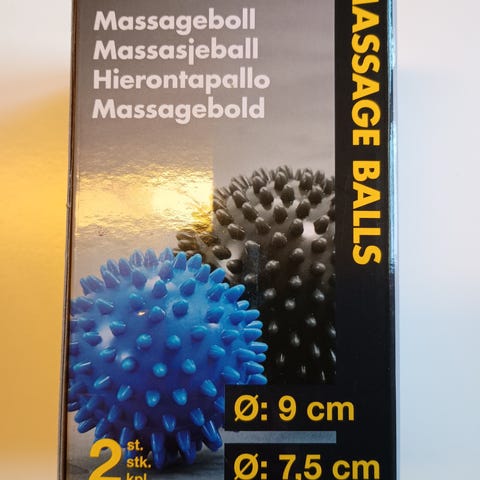 Massageboll
Massasjeball
Hierontapallo
Massagebold
MASSAGE BALLS
Ø: 9 cm
Ø: 7,5 cm
2 st.
stk.
kpl.